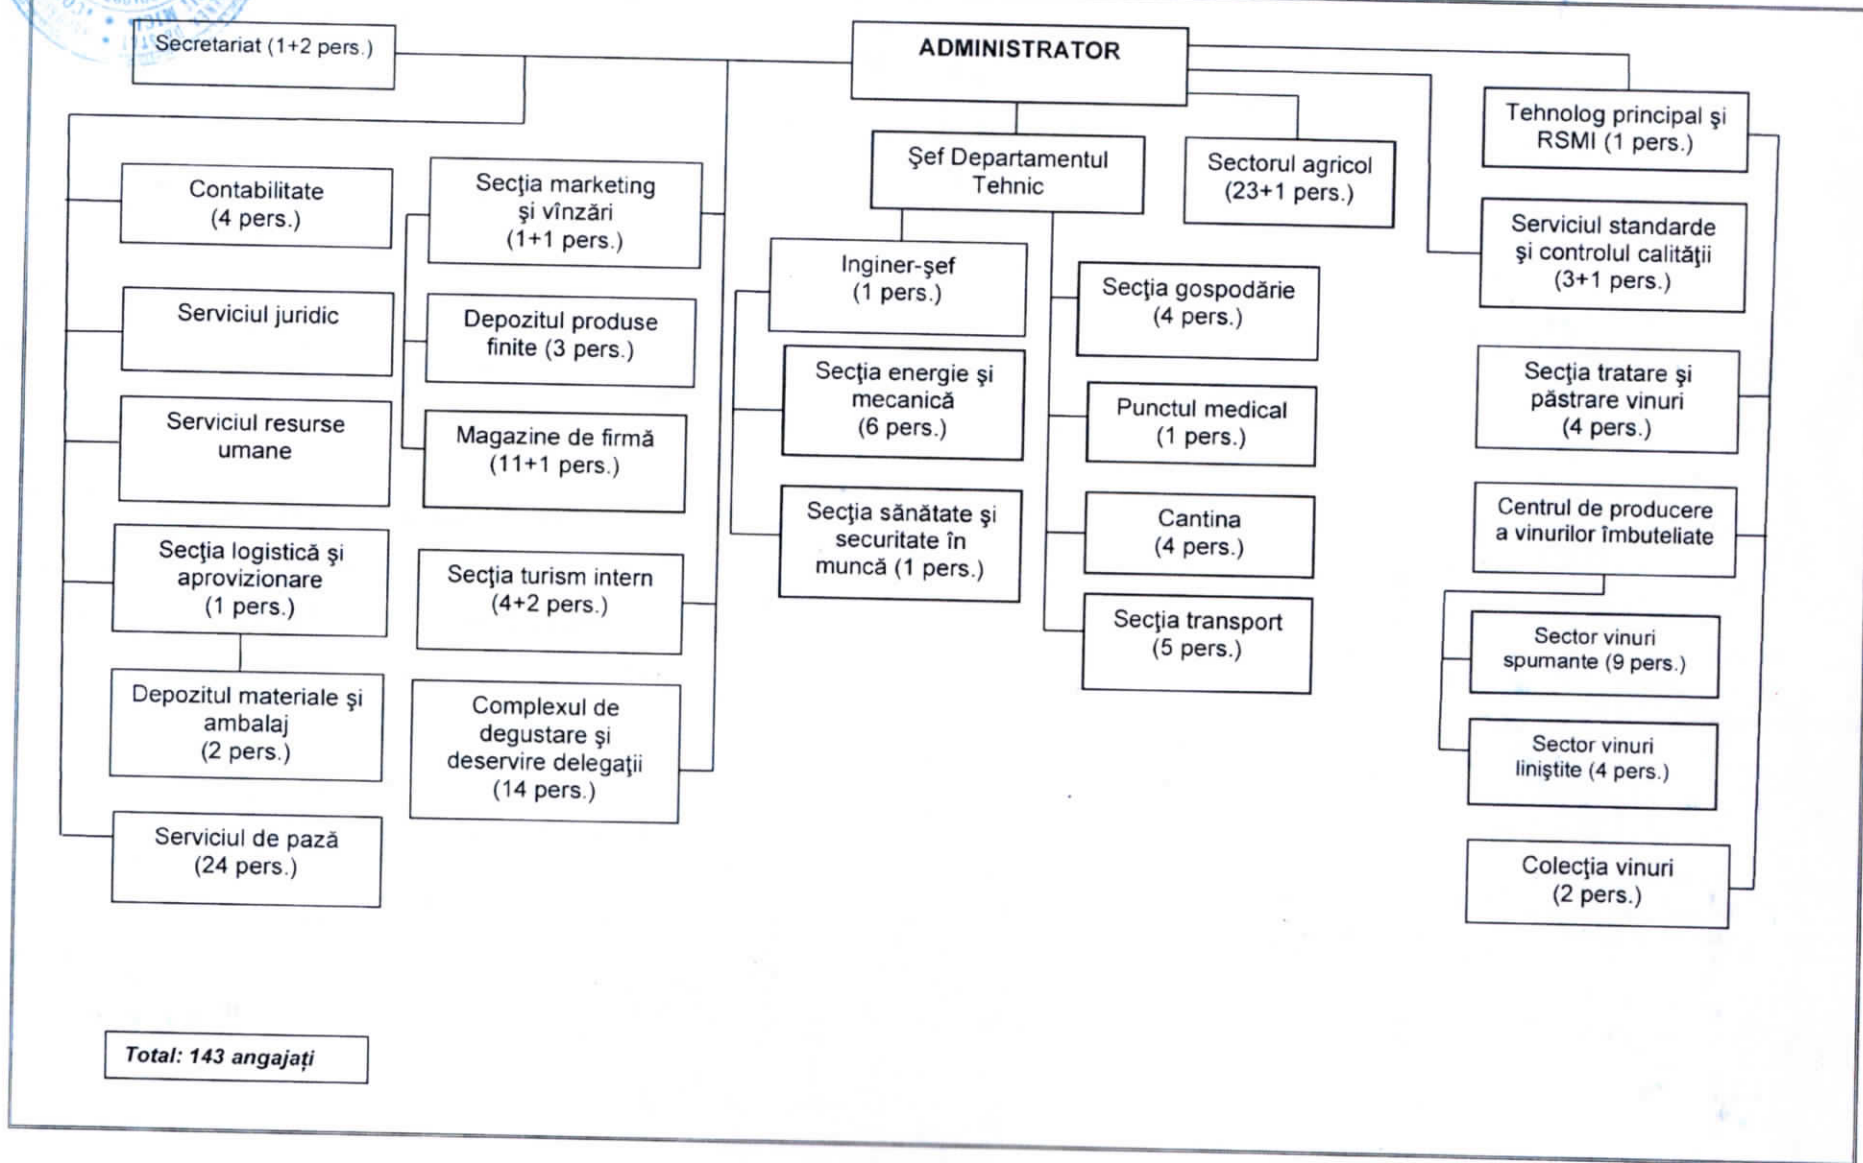 Secretariat (1+2 pers.)
ADMINISTRATOR
Tehnolog principal şi
RSMI (1 pers.)
Şef Departamentul
Tehnic
Sectorul agricol
(23+1 pers.)
Contabilitate
(4 pers.)
Secţia marketing
şi vînzări
(1+1 pers.)
Serviciul standarde
şi controlul calităţii
(3+1 pers.)
Inginer-şef
(1 pers.)
Secţia gospodărie
(4 pers.)
Serviciul juridic
Depozitul produse
finite (3 pers.)
Secţia energie şi
mecanică
(6 pers.)
Punctul medical
(1 pers.)
Secţia tratare şi
păstrare vinuri
(4 pers.)
Serviciul resurse
umane
Magazine de firmă
(11+1 pers.)
Secţia sănătate şi
securitate în
muncă (1 pers.)
Cantina
(4 pers.)
Centrul de producere
a vinurilor îmbuteliate
Secţia logistică şi
aprovizionare
(1 pers.)
Secţia turism intern
(4+2 pers.)
Secţia transport
(5 pers.)
Sector vinuri
spumante (9 pers.)
Depozitul materiale şi
ambalaj
(2 pers.)
Complexul de
degustare şi
deservire delegaţii
(14 pers.)
Sector vinuri
liniştite (4 pers.)
Serviciul de pază
(24 pers.)
Colecţia vinuri
(2 pers.)
Total: 143 angajați